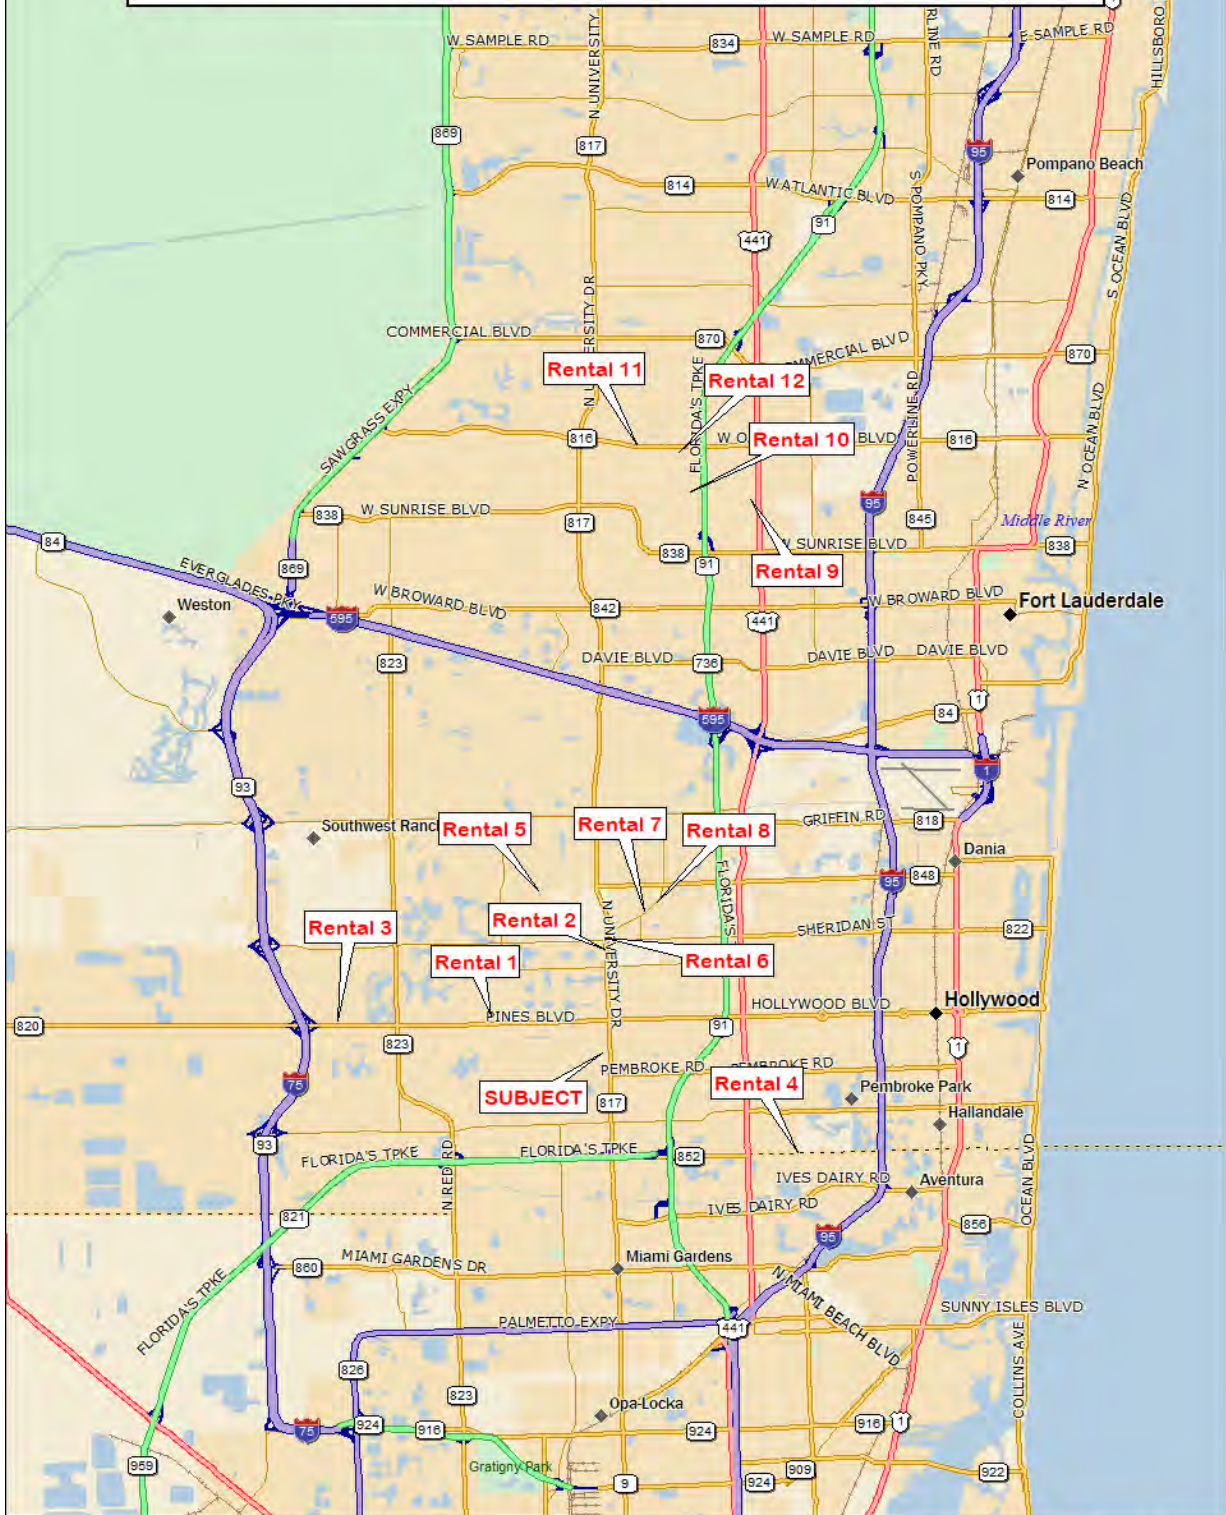 W SAMPLE RD
834
W SAMPLE RD
E SAMPLE RD
HILLSBORO
N UNIVERSITY
RLINE RD
869
817
95
Pompano Beach
814
W ATLANTIC BLVD
814
S POMPANO PKY
S OCEAN BLVD
91
441
N UNIVERSITY DR
COMMERCIAL BLVD
870
COMMERCIAL BLVD
870
Rental 11
Rental 12
FLORIDA'S TPKE
POWERLINE RD
N OCEAN BLVD
SAWGRASS EXPY
816
W O
Rental 10
BLVD
816
838
W SUNRISE BLVD
817
95
845
Middle River
84
838
W SUNRISE BLVD
838
869
91
Rental 9
EVERGLADES PKY
Weston
595
W BROWARD BLVD
842
W BROWARD BLVD
Fort Lauderdale
441
823
DAVIE BLVD
736
DAVIE BLVD
DAVIE BLVD
1
84
595
1
93
Southwest Ranc
Rental 5
Rental 7
Rental 8
GRIFFIN RD
818
Dania
FLORIDA'S
95
848
Rental 3
Rental 2
N UNIVERSITY DR
SHERIDAN ST
822
Rental 1
Rental 6
820
PINES BLVD
HOLLYWOOD BLVD
Hollywood
823
91
1
75
SUBJECT
PEMBROKE RD
PEMBROKE RD
Rental 4
Pembroke Park
817
Hallandale
93
N RED RD
FLORIDA'S TPKE
FLORIDA'S TPKE
852
OCEAN BLVD
IVES DAIRY RD
Aventura
821
IVES DAIRY RD
95
856
860
MIAMI GARDENS DR
Miami Gardens
FLORIDA'S TPKE
N MIAMI BEACH BLVD
SUNNY ISLES BLVD
PALMETTO EXPY
441
826
COLLINS AVE
823
Opa-Locka
75
924
916
924
916
1
959
Gratigny Park
9
924
909
922